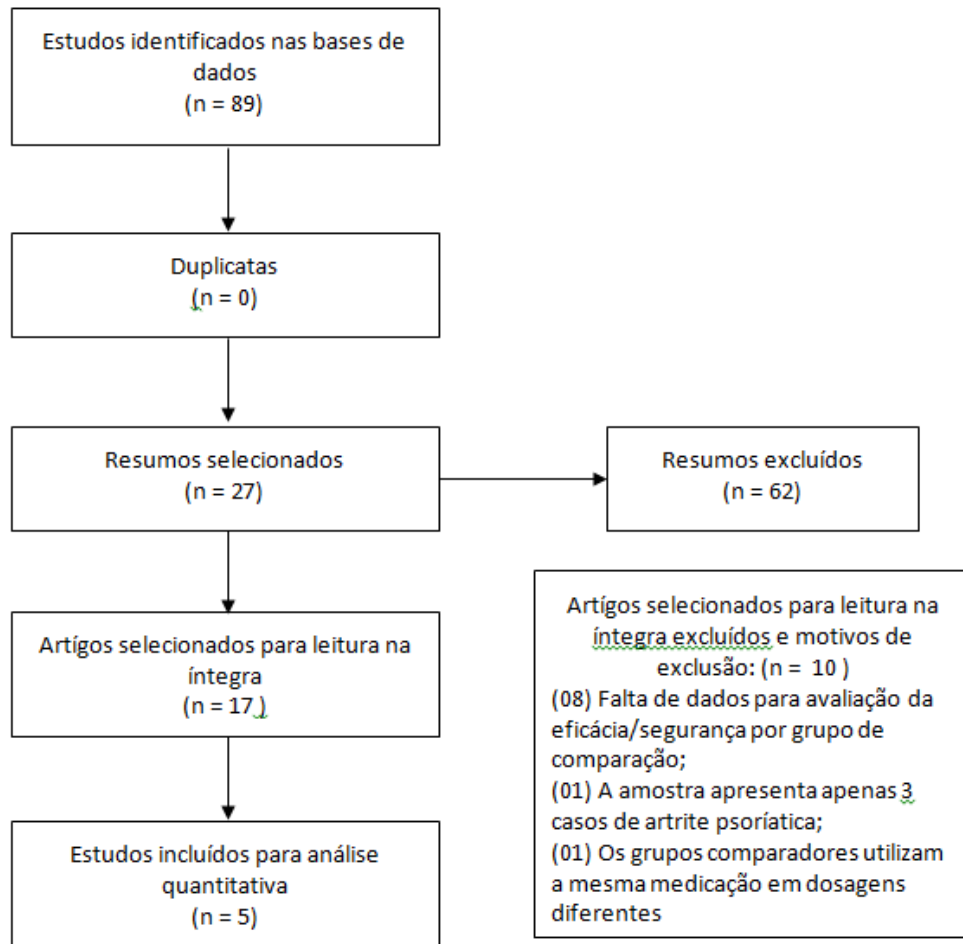 Estudos identificados nas bases de
dados
(n = 89)
Duplicatas
(n = 0)
Resumos selecionados
(n = 27)
Resumos excluídos
(n = 62)
Artígos selecionados para leitura na
íntegra
(n = 17 )
Artígos selecionados para leitura na
íntegra excluídos e motivos de
exclusão: (n = 10 )
(08) Falta de dados para avaliação da
eficácia/segurança por grupo de
comparação;
(01) A amostra apresenta apenas 3
casos de artrite psoríatica;
(01) Os grupos comparadores utilizam
a mesma medicação em dosagens
diferentes
Estudos incluídos para análise
quantitativa
(n = 5)